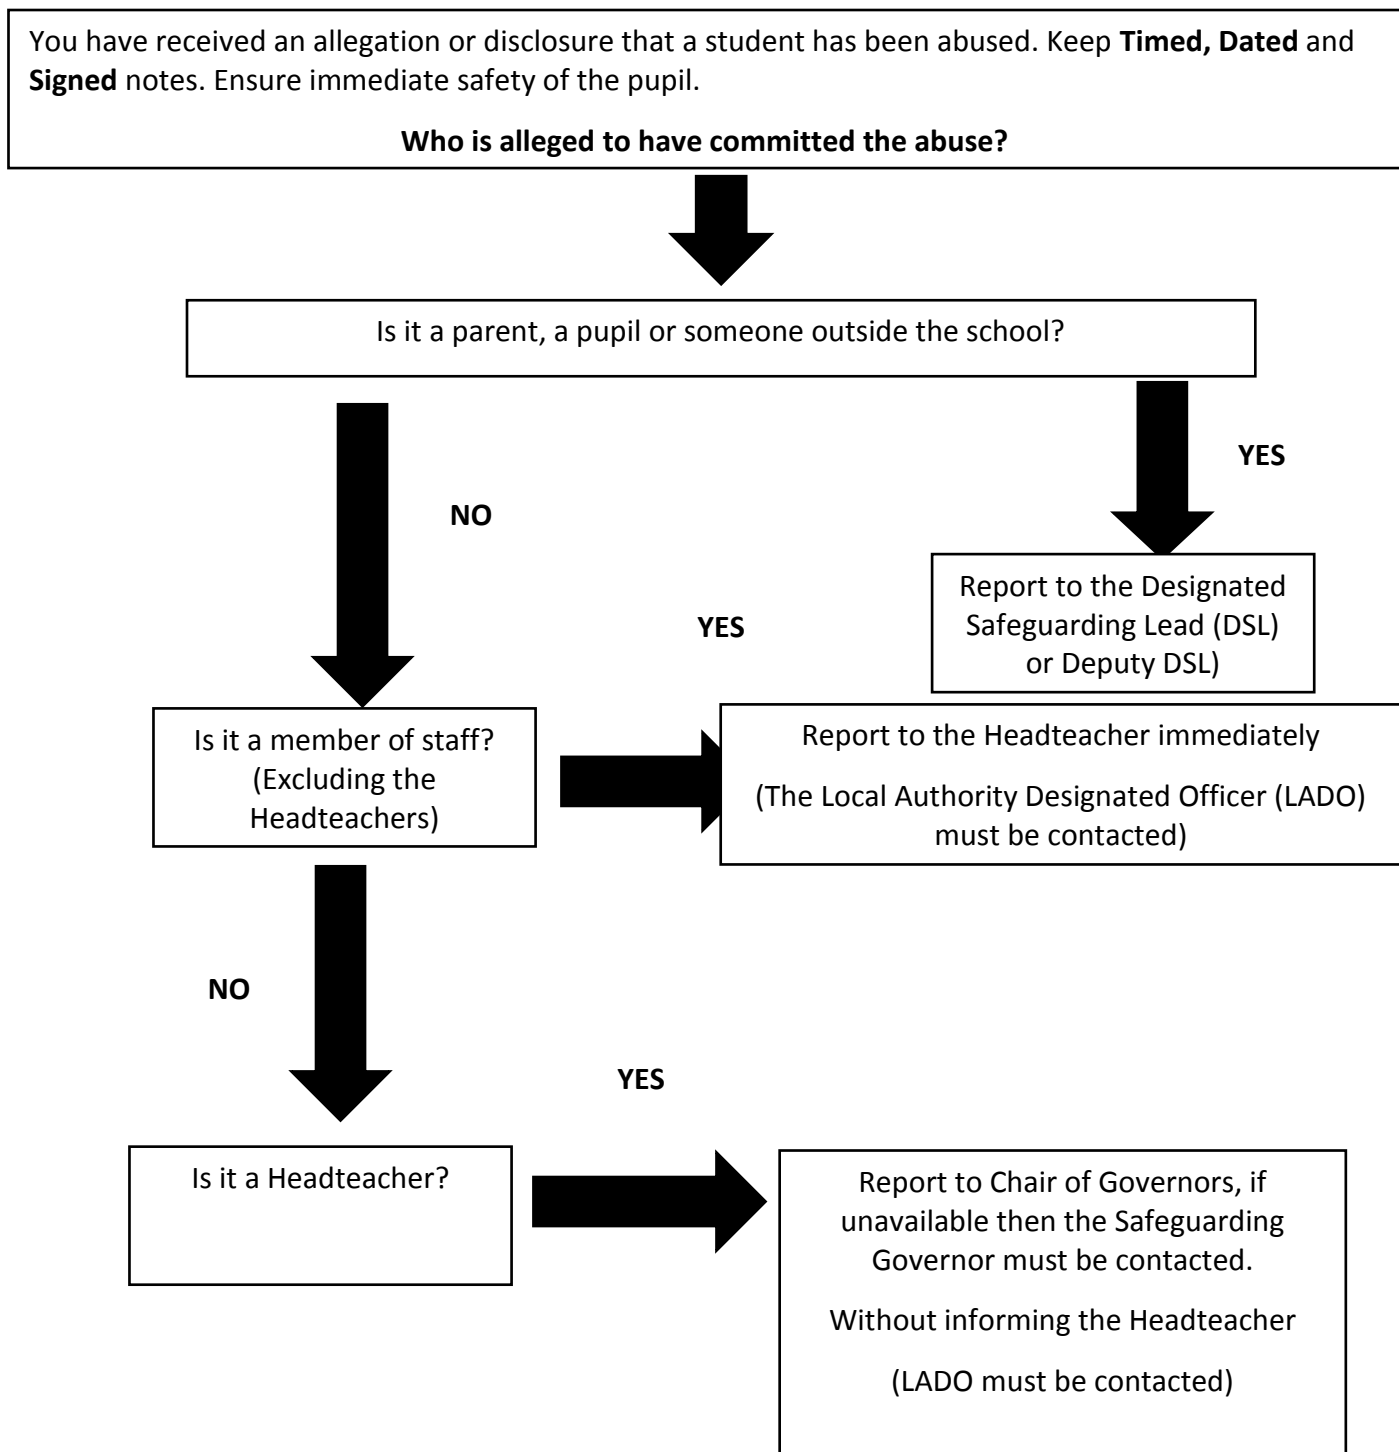 You have received an allegation or disclosure that a student has been abused. Keep Timed, Dated and
Signed notes. Ensure immediate safety of the pupil.
Who is alleged to have committed the abuse?
Is it a parent, a pupil or someone outside the school?
YES
NO
Report to the Designated
Safeguarding Lead (DSL)
or Deputy DSL)
YES
Is it a member of staff?
(Excluding the
Headteachers)
Report to the Headteacher immediately
(The Local Authority Designated Officer (LADO)
must be contacted)
NO
YES
Is it a Headteacher?
Report to Chair of Governors, if
unavailable then the Safeguarding
Governor must be contacted.
Without informing the Headteacher
(LADO must be contacted)